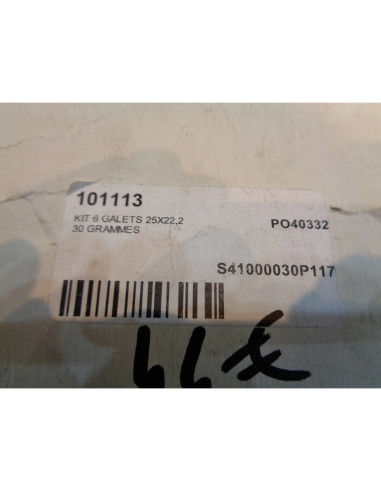 101113
KIT 6 GALETS 25X22,2
30 GRAMMES
PO40332
S41000030P117